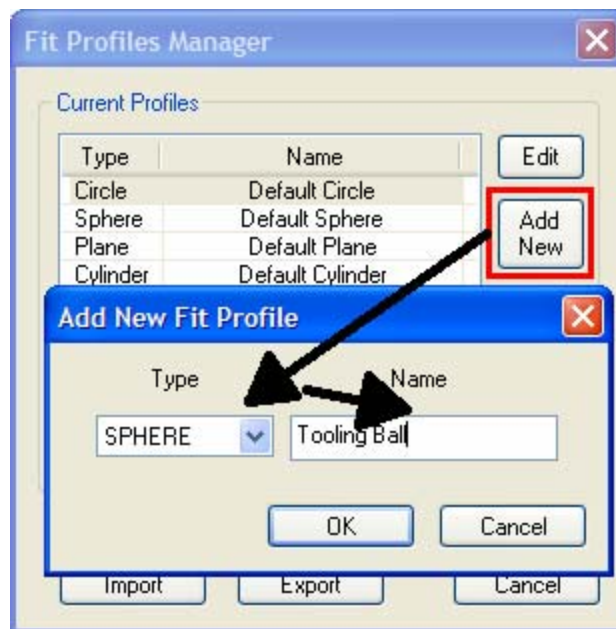 Fit Profiles Manager
Current Profiles
Type Name
Edit
Circle Default Circle
Sphere Default Sphere
Add
New
Plane Default Plane
Cylinder Default Cylinder
Add New Fit Profile
Type Name
SPHERE Tooling Ball
OK Cancel
Import Export Cancel